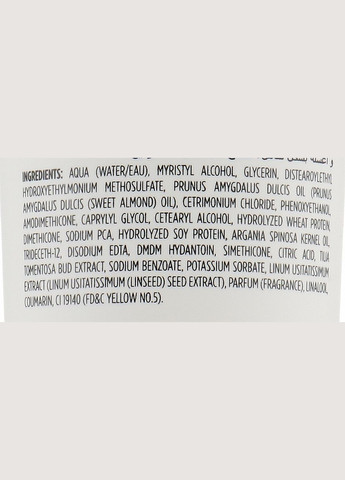 INGREDIENTS: AQUA (WATER/EAU), MYRISTYL ALCOHOL, GLYCERIN, DISTEAROYLETHYL
HYDROXYETHYLMONIUM METHOSULFATE, PRUNUS AMYGDALUS DULCIS OIL (PRUNUS
AMYGDALUS DULCIS (SWEET ALMOND) OIL), CETRIMONIUM CHLORIDE, PHENOXYETHANOL,
AMODIMETHICONE, CAPRYLYL GLYCOL, CETEARYL ALCOHOL, HYDROLYZED WHEAT PROTEIN,
DIMETHICONE, SODIUM PCA, HYDROLYZED SOY PROTEIN, ARGANIA SPINOSA KERNEL OIL,
TRIDECETH-12, DISODIUM EDTA, DMDM HYDANTOIN, SIMETHICONE, CITRIC ACID, TILIA
TOMENTOSA BUD EXTRACT, SODIUM BENZOATE, POTASSIUM SORBATE, LINUM USITATISSIMUM
EXTRACT (LINUM USITATISSIMUM (LINSEED) SEED EXTRACT), PARFUM (FRAGRANCE), LINALOOL,
COUMARIN, CI 19140 (FD&C YELLOW NO.5).